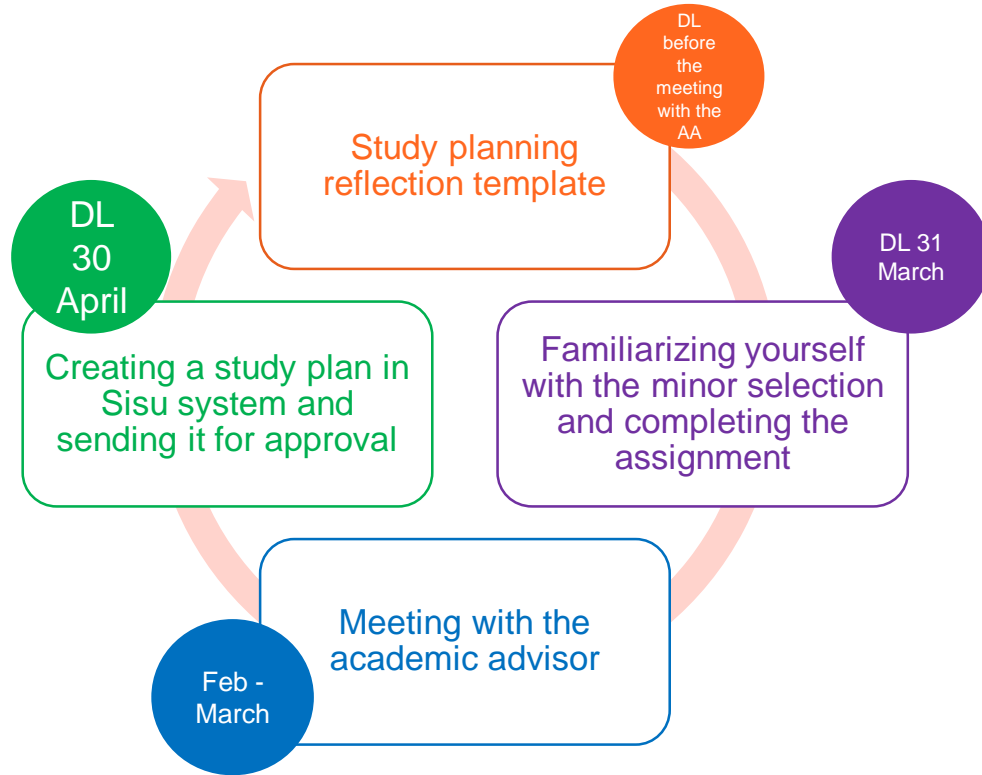 DL
before
the
meeting
with the
AA
Study planning
reflection template
DL 31
March
Familiarizing yourself
with the minor selection
and completing the
assignment
Meeting with the
academic advisor
Feb -
March
DL
30
April
Creating a study plan in
Sisu system and
sending it for approval